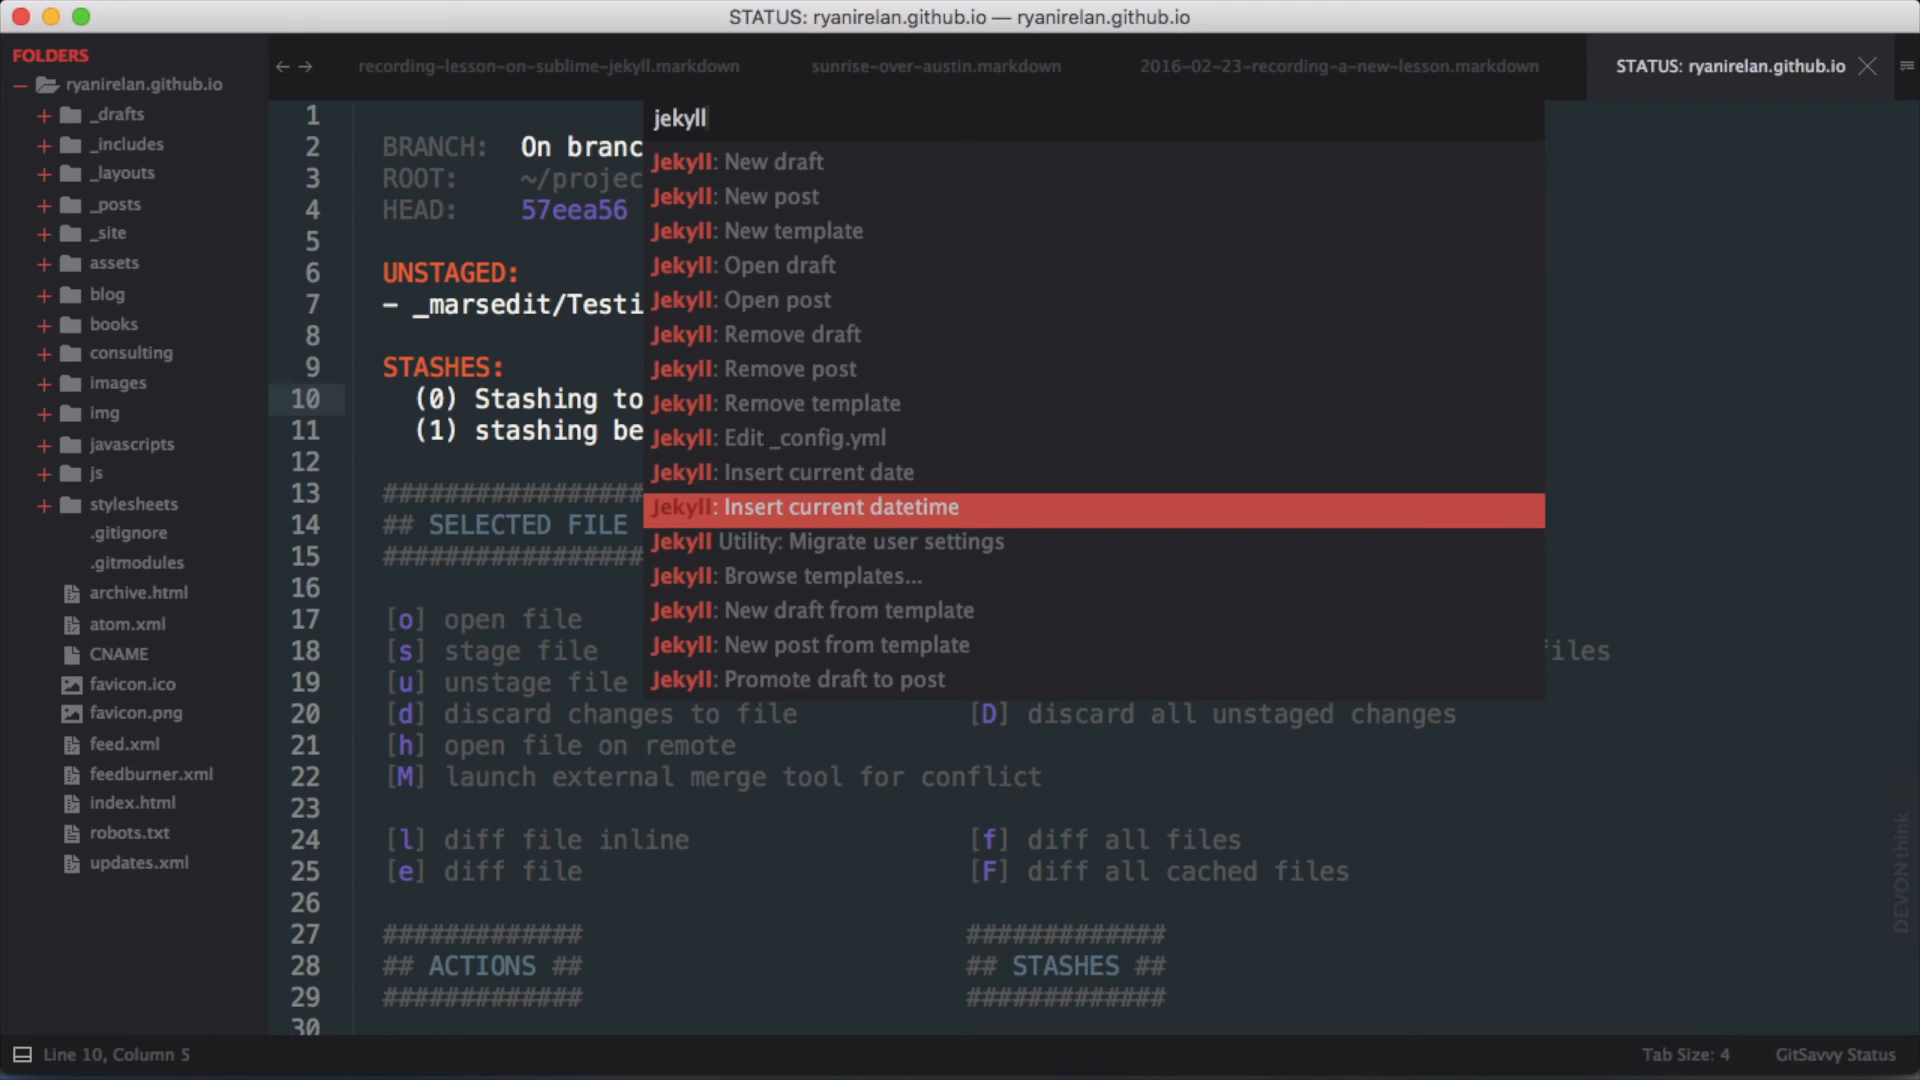 STATUS: ryanirelan.github.io — ryanirelan.github.io
FOLDERS
ryanirelan.github.io
_drafts
_includes
_layouts
_posts
_site
assets
blog
books
consulting
images
img
javascripts
js
stylesheets
.gitignore
.gitmodules
archive.html
atom.xml
CNAME
favicon.ico
favicon.png
feed.xml
feedburner.xml
index.html
robots.txt
updates.xml
recording-lesson-on-sublime-jekyll.markdown
sunrise-over-austin.markdown
2016-02-23-recording-a-new-lesson.markdown
STATUS: ryanirelan.github.io
jekyll
Jekyll: New draft
Jekyll: New post
Jekyll: New template
Jekyll: Open draft
Jekyll: Open post
Jekyll: Remove draft
Jekyll: Remove post
Jekyll: Remove template
Jekyll: Edit _config.yml
Jekyll: Insert current date
Jekyll: Insert current datetime
Jekyll Utility: Migrate user settings
Jekyll: Browse templates...
Jekyll: New draft from template
Jekyll: New post from template
Jekyll: Promote draft to post
1
2 BRANCH: On branc
3 ROOT: ~/projec
4 HEAD: 57eea56
5
6 UNSTAGED:
7 - _marsedit/Testi
8
9 STASHES:
10 (0) Stashing to
11 (1) stashing be
12
13 #################
14 ## SELECTED FILE
15 #################
16
17 [o] open file
18 [s] stage file files
19 [u] unstage file
20 [d] discard changes to file [D] discard all unstaged changes
21 [h] open file on remote
22 [M] launch external merge tool for conflict
23
24 [l] diff file inline [f] diff all files
25 [e] diff file [F] diff all cached files
26
27 ############# #############
28 ## ACTIONS ## ## STASHES ##
29 ############# #############
30
DEVONthink
Line 10, Column 5
Tab Size: 4
GitSavvy Status